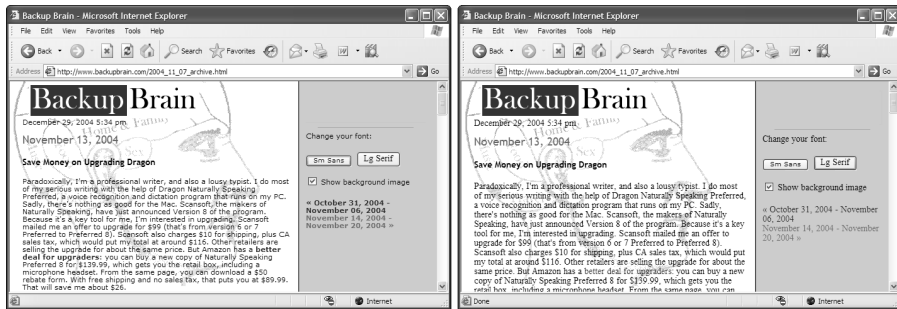 Backup Brain - Microsoft Internet Explorer
File Edit View Favorites Tools Help
Back Search Favorites
Address http://www.backupbrain.com/2004_11_07_archive.html Go
Backup Brain
December 29, 2004 5:34 pm
Home & Family
November 13, 2004
Sex
Save Money on Upgrading Dragon
Paradoxically, I'm a professional writer, and also a lousy typist. I do most
of my serious writing with the help of Dragon Naturally Speaking
Preferred, a voice recognition and dictation program that runs on my PC.
Sadly, there's nothing as good for the Mac. Scansoft, the makers of
Naturally Speaking, have just announced Version 8 of the program.
Because it's a key tool for me, I'm interested in upgrading. Scansoft
mailed me an offer to upgrade for $99 (that's from version 6 or 7
Preferred to Preferred 8). Scansoft also charges $10 for shipping, plus CA
sales tax, which would put my total at around $116. Other retailers are
selling the upgrade for about the same price. But Amazon has a better
deal for upgraders: you can buy a new copy of Naturally Speaking
Preferred 8 for $139.99, which gets you the retail box, including a
microphone headset. From the same page, you can download a $50
rebate form. With free shipping and no sales tax, that puts you at $89.99.
That will save me about $26.
Change your font:
Sm Sans Lg Serif
Show background image
« October 31, 2004 -
November 06, 2004
November 14, 2004 -
November 20, 2004 »
Internet
Backup Brain - Microsoft Internet Explorer
File Edit View Favorites Tools Help
Back Search Favorites
Address http://www.backupbrain.com/2004_11_07_archive.html Go
Backup Brain
December 29, 2004 5:34 pm
Home & Family
November 13, 2004
Sex
Save Money on Upgrading Dragon
Paradoxically, I'm a professional writer, and also a lousy typist. I do most
of my serious writing with the help of Dragon Naturally Speaking Preferred,
a voice recognition and dictation program that runs on my PC. Sadly,
there's nothing as good for the Mac. Scansoft, the makers of Naturally
Speaking, have just announced Version 8 of the program. Because it's a key
tool for me, I'm interested in upgrading. Scansoft mailed me an offer to
upgrade for $99 (that's from version 6 or 7 Preferred to Preferred 8).
Scansoft also charges $10 for shipping, plus CA sales tax, which would put
my total at around $116. Other retailers are selling the upgrade for about the
same price. But Amazon has a better deal for upgraders: you can buy a new
copy of Naturally Speaking Preferred 8 for $139.99, which gets you the
retail box, including a microphone headset. From the same page, you can
Change your font:
Sm Sans Lg Serif
Show background image
« October 31, 2004 - November
06, 2004
November 14, 2004 - November
20, 2004 »
Done Internet